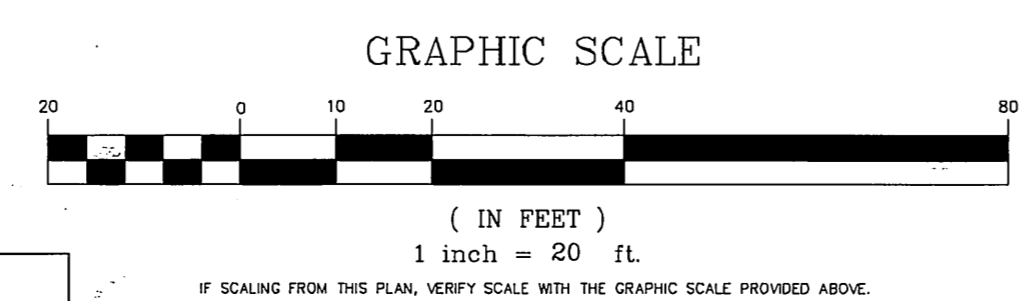 GRAPHIC SCALE
20 0 10 20 40 80
( IN FEET )
1 inch = 20 ft.
IF SCALING FROM THIS PLAN, VERIFY SCALE WITH THE GRAPHIC SCALE PROVIDED ABOVE.